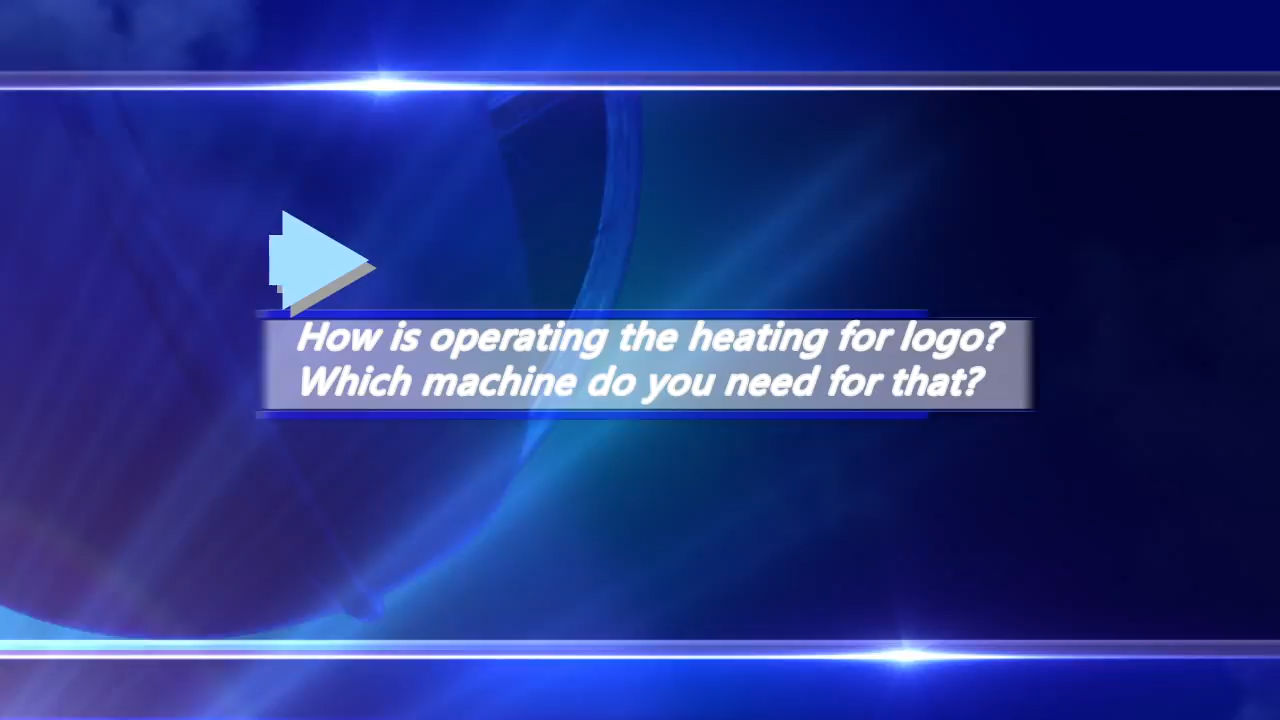 How is operating the heating for logo?
Which machine do you need for that?